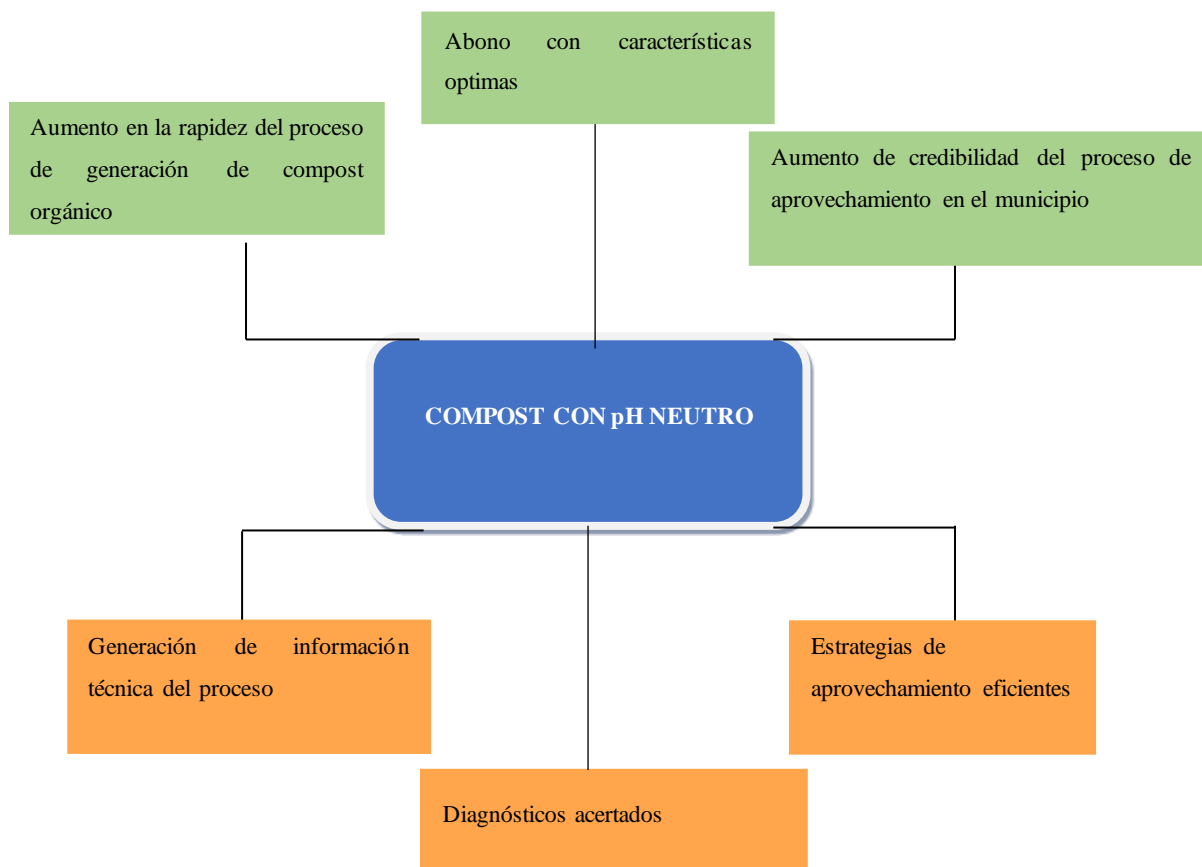 Abono con características
optimas
Aumento en la rapidez del proceso
de generación de compost
orgánico
Aumento de credibilidad del proceso de
aprovechamiento en el municipio
COMPOST CON pH NEUTRO
Generación de información
técnica del proceso
Estrategias de
aprovechamiento eficientes
Diagnósticos acertados